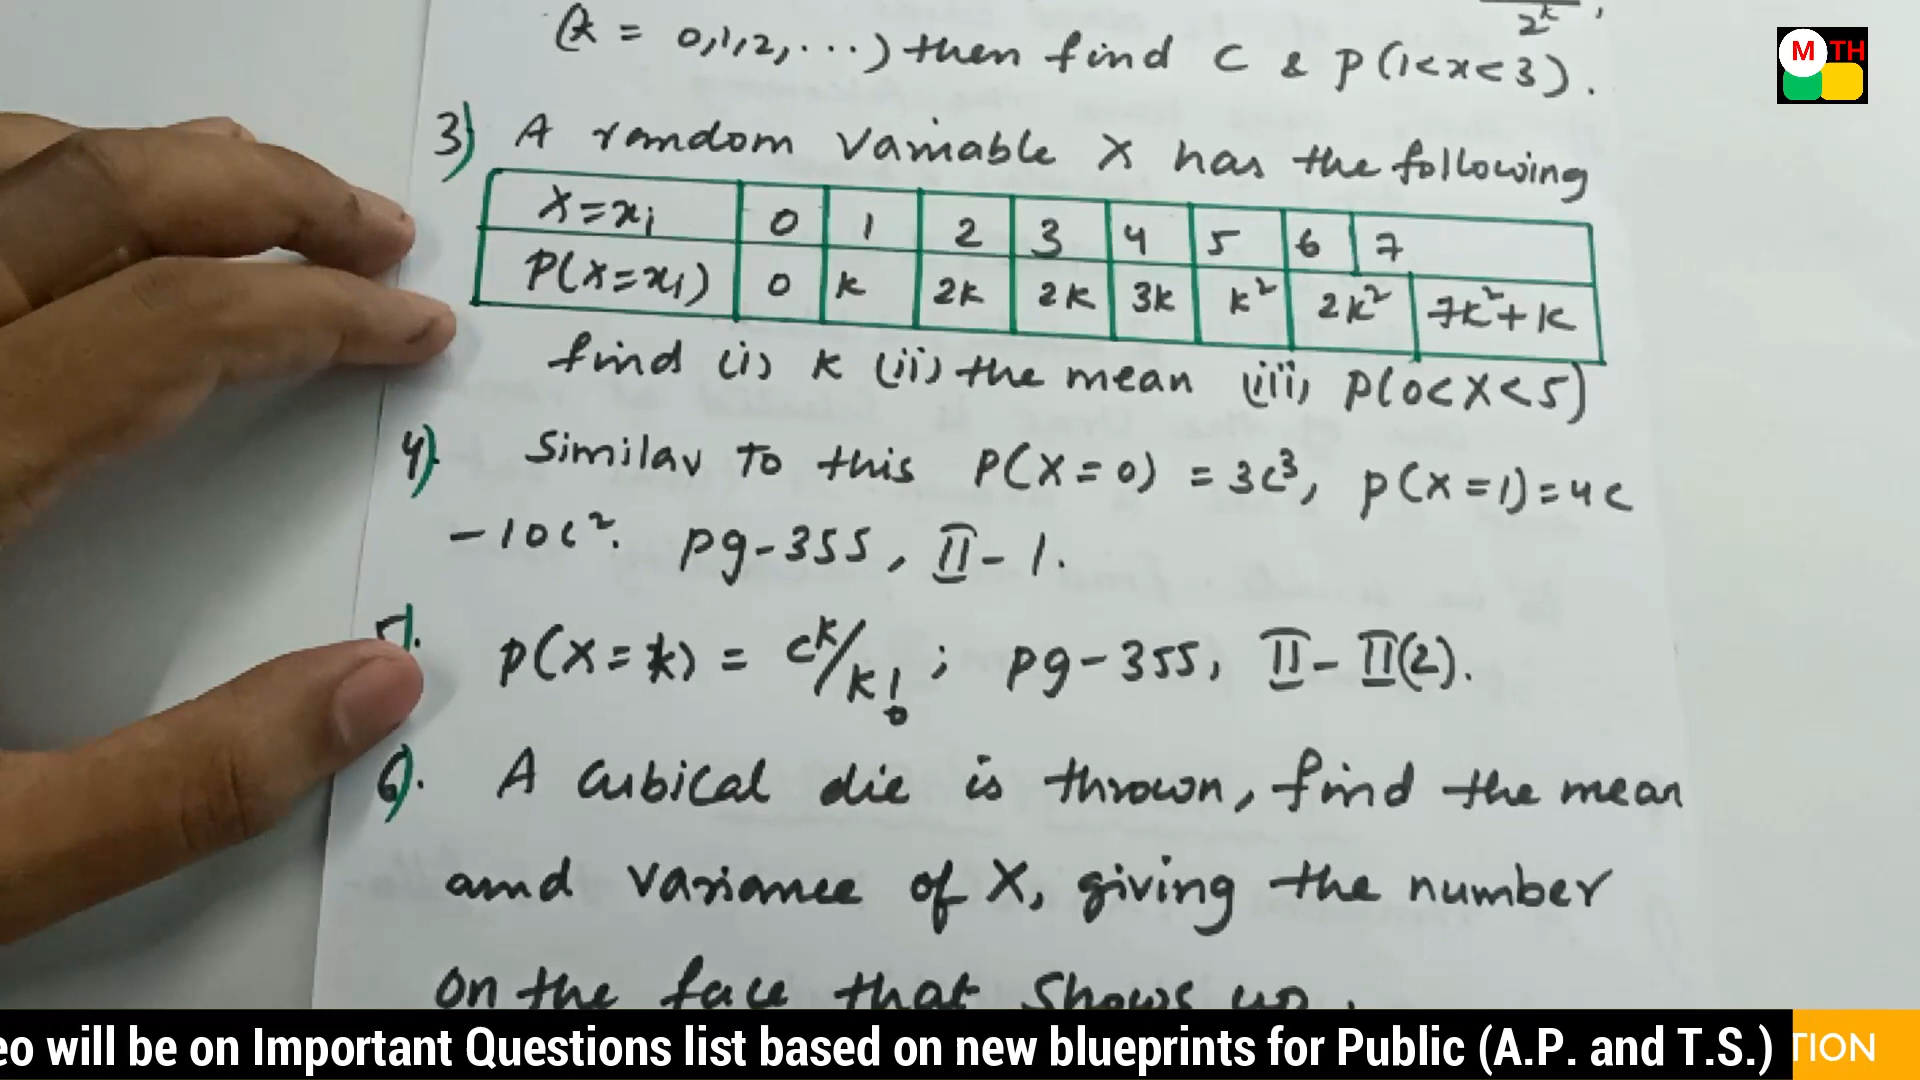 2^k,
(k = 0,1,2,...) then find c & p(1<x<3).
M TH
3) A random variable X has the following
X=xi 0 1 2 3 4 5 6 7
P(X=xi) 0 k 2k 2k 3k k² 2k² 7k²+k
find (i) k (ii) the mean (iii) p(0<X<5)
4). Similar To this P(X=0) = 3c³, p(X=1)=4c
-10c². pg-355, II-1.
5). p(X=k) = c^k/k! ; pg-355, II-II(2).
6). A cubical die is thrown, find the mean
amd variance of X, giving the number
on the face that shows up.
eo will be on Important Questions list based on new blueprints for Public (A.P. and T.S.) TION